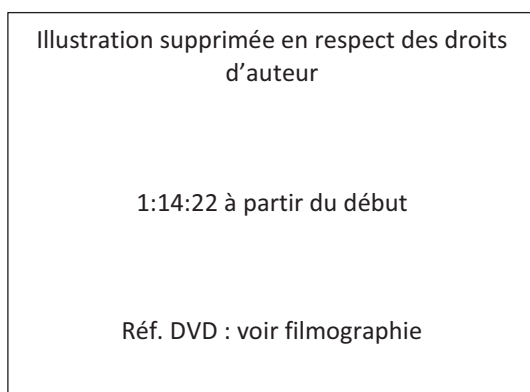 Illustration supprimée en respect des droits
d’auteur
1:14:22 à partir du début
Réf. DVD : voir filmographie